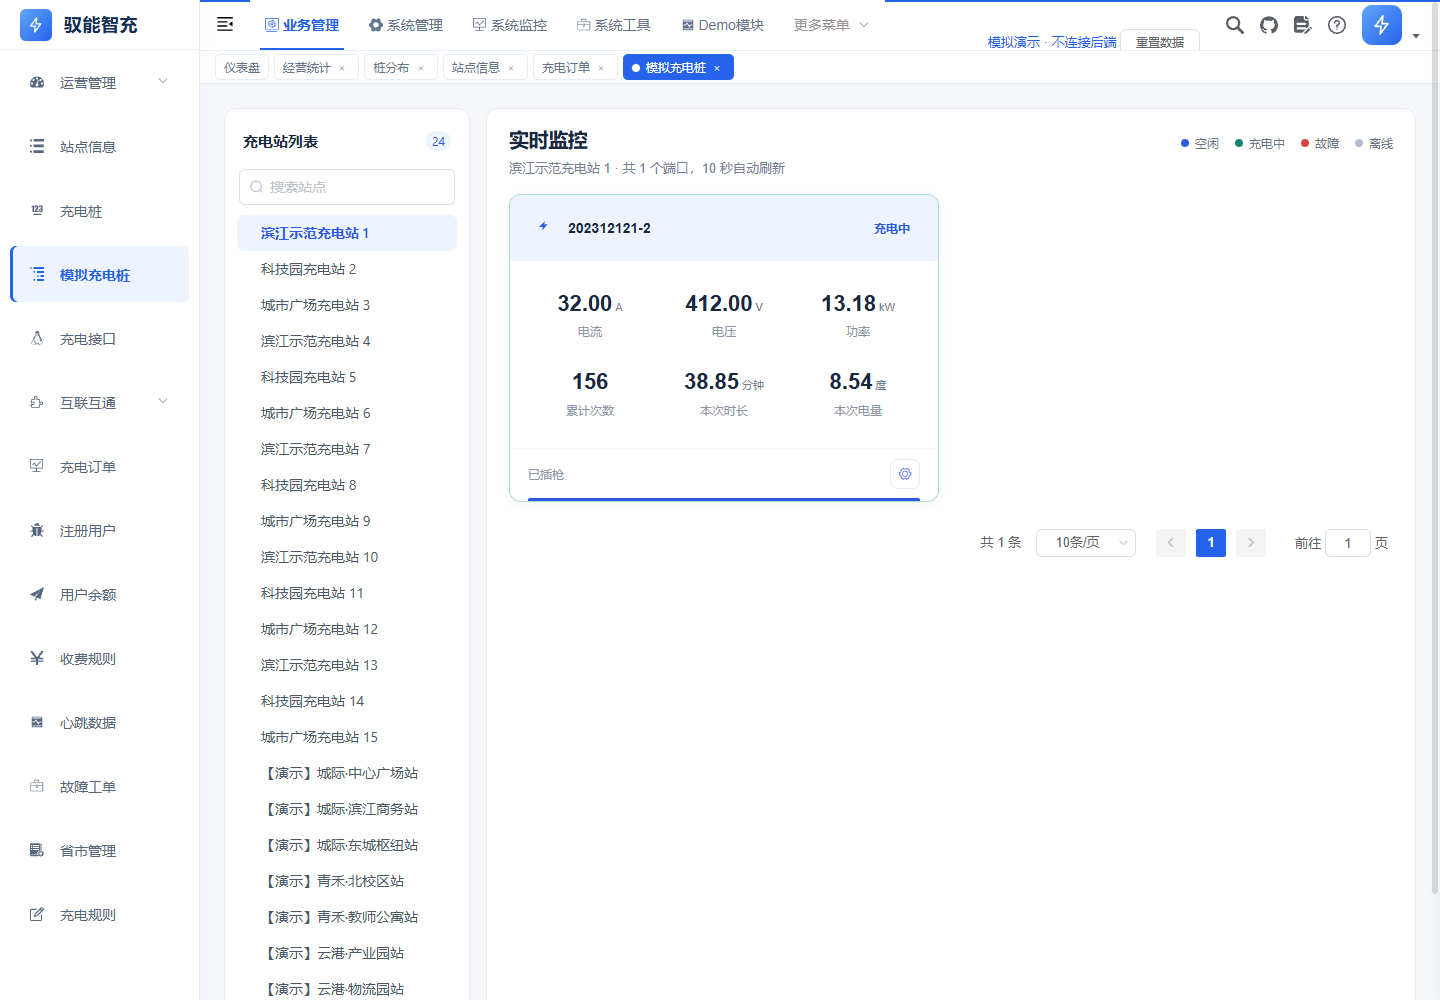 驭能智充
业务管理
系统管理
系统监控
系统工具
Demo模块
更多菜单
模拟演示 · 不连接后端
重置数据
仪表盘
经营统计 ×
桩分布 ×
站点信息 ×
充电订单 ×
模拟充电桩 ×
运营管理
站点信息
充电桩
模拟充电桩
充电接口
互联互通
充电订单
注册用户
用户余额
收费规则
心跳数据
故障工单
省市管理
充电规则
充电站列表
24
搜索站点
滨江示范充电站 1
科技园充电站 2
城市广场充电站 3
滨江示范充电站 4
科技园充电站 5
城市广场充电站 6
滨江示范充电站 7
科技园充电站 8
城市广场充电站 9
滨江示范充电站 10
科技园充电站 11
城市广场充电站 12
滨江示范充电站 13
科技园充电站 14
城市广场充电站 15
【演示】城际·中心广场站
【演示】城际·滨江商务站
【演示】城际·东城枢纽站
【演示】青禾·北校区站
【演示】青禾·教师公寓站
【演示】云港·产业园站
【演示】云港·物流园站
实时监控
滨江示范充电站 1 · 共 1 个端口，10 秒自动刷新
空闲
充电中
故障
离线
202312121-2
充电中
32.00 A
412.00 V
13.18 kW
电流
电压
功率
156
38.85 分钟
8.54 度
累计次数
本次时长
本次电量
已插枪
共 1 条
10条/页
1
前往 1 页